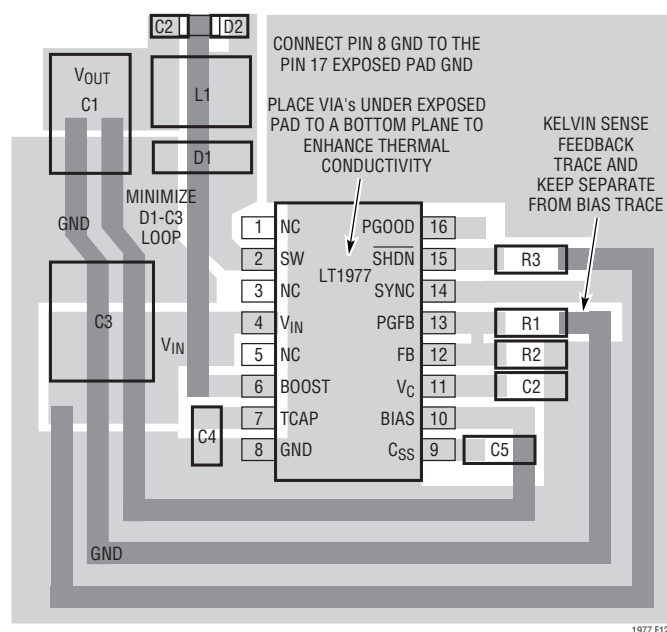 C2 D2
CONNECT PIN 8 GND TO THE
PIN 17 EXPOSED PAD GND
VOUT
C1
L1
PLACE VIA's UNDER EXPOSED
PAD TO A BOTTOM PLANE TO
ENHANCE THERMAL
CONDUCTIVITY
KELVIN SENSE
FEEDBACK
TRACE AND
KEEP SEPARATE
FROM BIAS TRACE
D1
MINIMIZE
D1-C3
LOOP
GND
1 NC PGOOD 16
2 SW SHDN 15 R3
LT1977
3 NC SYNC 14
C3
4 VIN PGFB 13 R1
VIN
5 NC FB 12 R2
6 BOOST VC 11 C2
7 TCAP BIAS 10
C4
8 GND CSS 9 C5
GND
1977 F12